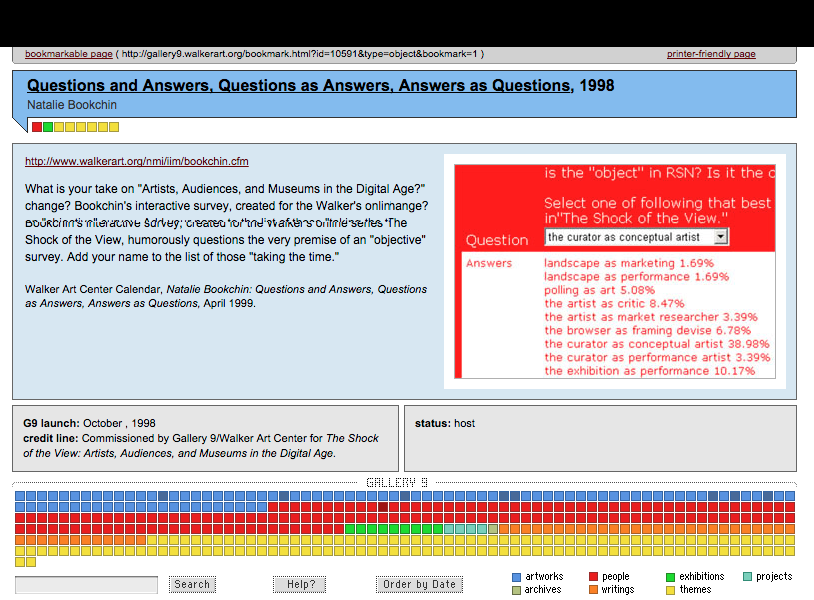 bookmarkable page ( http://gallery9.walkerart.org/bookmark.html?id=10591&type=object&bookmark=1 )
printer-friendly page
Questions and Answers, Questions as Answers, Answers as Questions, 1998
Natalie Bookchin
http://www.walkerart.org/nmi/iim/bookchin.cfm
What is your take on "Artists, Audiences, and Museums in the Digital Age?"
change? Bookchin's interactive survey, created for the Walker's onlimange?
The
Shock of the View, humorously questions the very premise of an "objective"
survey. Add your name to the list of those "taking the time."
Walker Art Center Calendar, Natalie Bookchin: Questions and Answers, Questions
as Answers, Answers as Questions, April 1999.
is the "object" in RSN? Is it the
Select one of following that best
in"The Shock of the View."
Question
the curator as conceptual artist
Answers
landscape as marketing 1.69%
landscape as performance 1.69%
polling as art 5.08%
the artist as critic 8.47%
the artist as market researcher 3.39%
the browser as framing devise 6.78%
the curator as conceptual artist 38.98%
the curator as performance artist 3.39%
the exhibition as performance 10.17%
G9 launch: October , 1998
credit line: Commissioned by Gallery 9/Walker Art Center for The Shock
of the View: Artists, Audiences, and Museums in the Digital Age.
status: host
GALLERY 9
Search
Help?
Order by Date
artworks
people
exhibitions
projects
archives
writings
themes